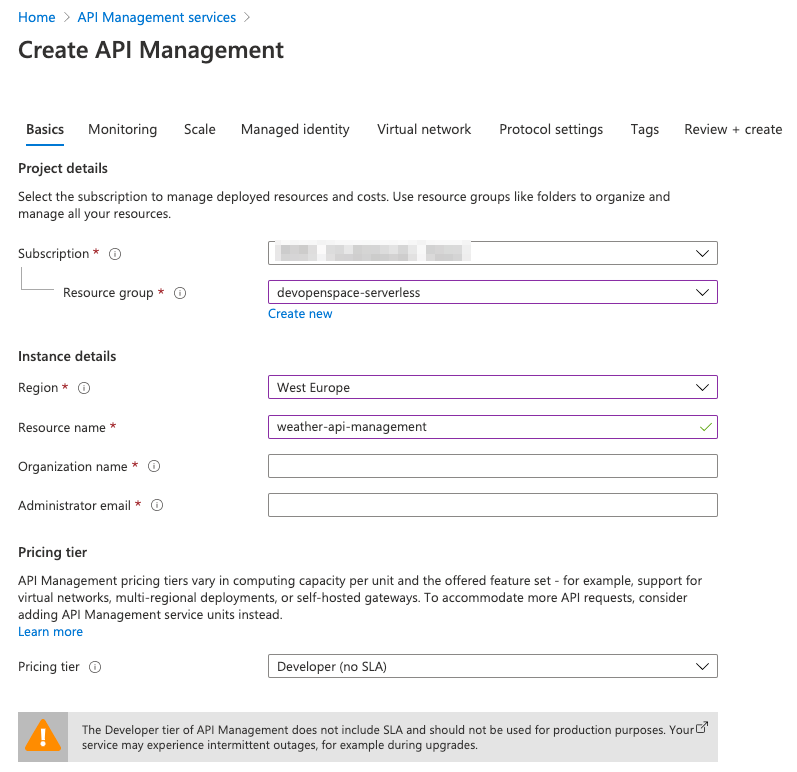 Home > API Management services >
Create API Management
Basics Monitoring Scale Managed identity Virtual network Protocol settings Tags Review + create
Project details
Select the subscription to manage deployed resources and costs. Use resource groups like folders to organize and
manage all your resources.
Subscription *
Resource group * devopenspace-serverless
Create new
Instance details
Region * West Europe
Resource name * weather-api-management
Organization name *
Administrator email *
Pricing tier
API Management pricing tiers vary in computing capacity per unit and the offered feature set - for example, support for
virtual networks, multi-regional deployments, or self-hosted gateways. To accommodate more API requests, consider
adding API Management service units instead.
Learn more
Pricing tier Developer (no SLA)
The Developer tier of API Management does not include SLA and should not be used for production purposes. Your
service may experience intermittent outages, for example during upgrades.